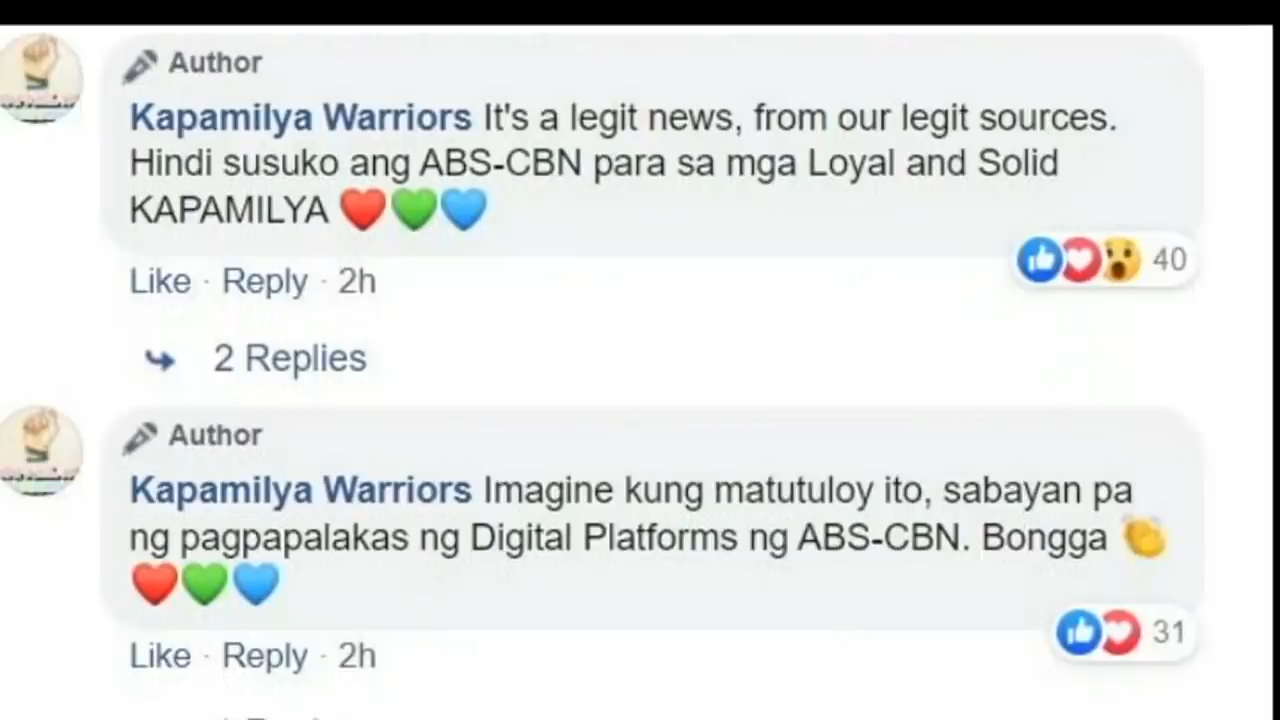 Author
Kapamilya Warriors It's a legit news, from our legit sources.
Hindi susuko ang ABS-CBN para sa mga Loyal and Solid
KAPAMILYA ❤️💚💙
40
Like · Reply · 2h
2 Replies
Author
Kapamilya Warriors Imagine kung matutuloy ito, sabayan pa
ng pagpapalakas ng Digital Platforms ng ABS-CBN. Bongga 👏
❤️💚💙
31
Like · Reply · 2h